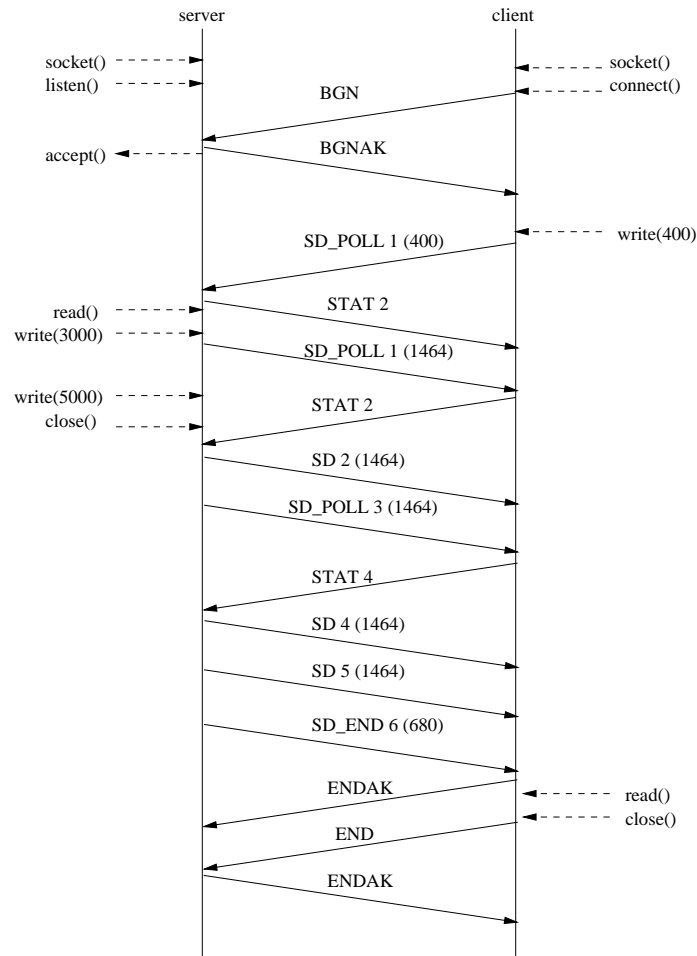 server
client
socket()
socket()
listen()
connect()
BGN
BGNAK
accept()
write(400)
SD_POLL 1 (400)
STAT 2
read()
write(3000)
SD_POLL 1 (1464)
write(5000)
STAT 2
close()
SD 2 (1464)
SD_POLL 3 (1464)
STAT 4
SD 4 (1464)
SD 5 (1464)
SD_END 6 (680)
ENDAK
read()
close()
END
ENDAK